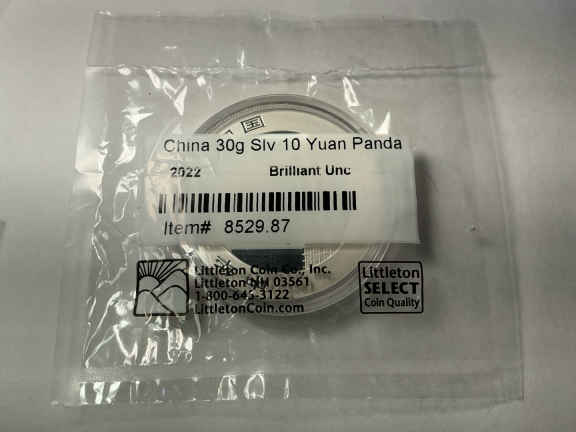 国
China 30g Slv 10 Yuan Panda
2022 Brilliant Unc
Item# 8529.87
Littleton Coin Co., Inc.
Littleton NH 03561
1-800-645-3122
LittletonCoin.com
Littleton
SELECT
Coin Quality